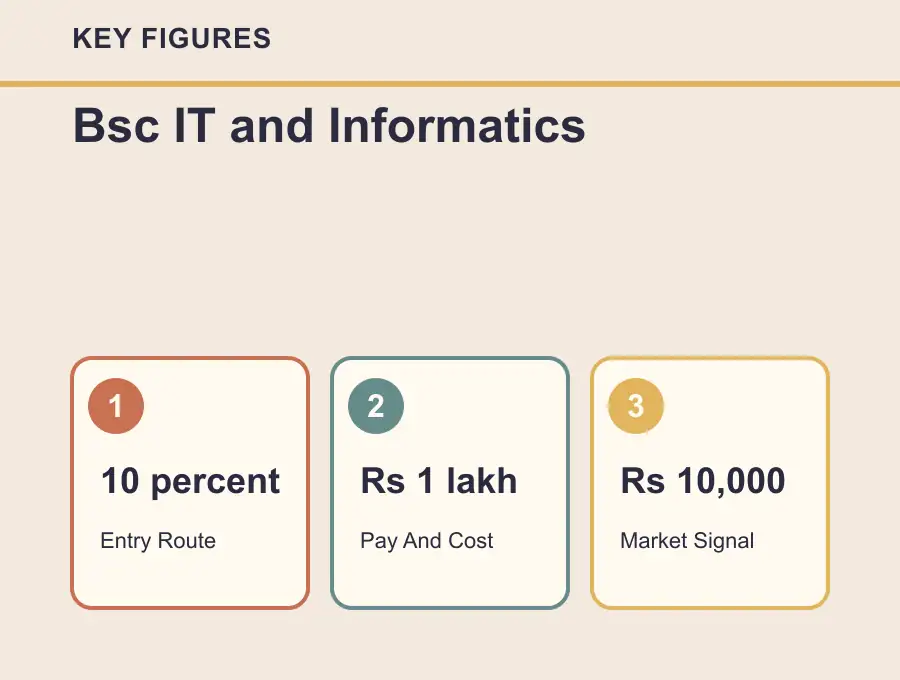 KEY FIGURES
Bsc IT and Informatics
1
10 percent
Entry Route
2
Rs 1 lakh
Pay And Cost
3
Rs 10,000
Market Signal